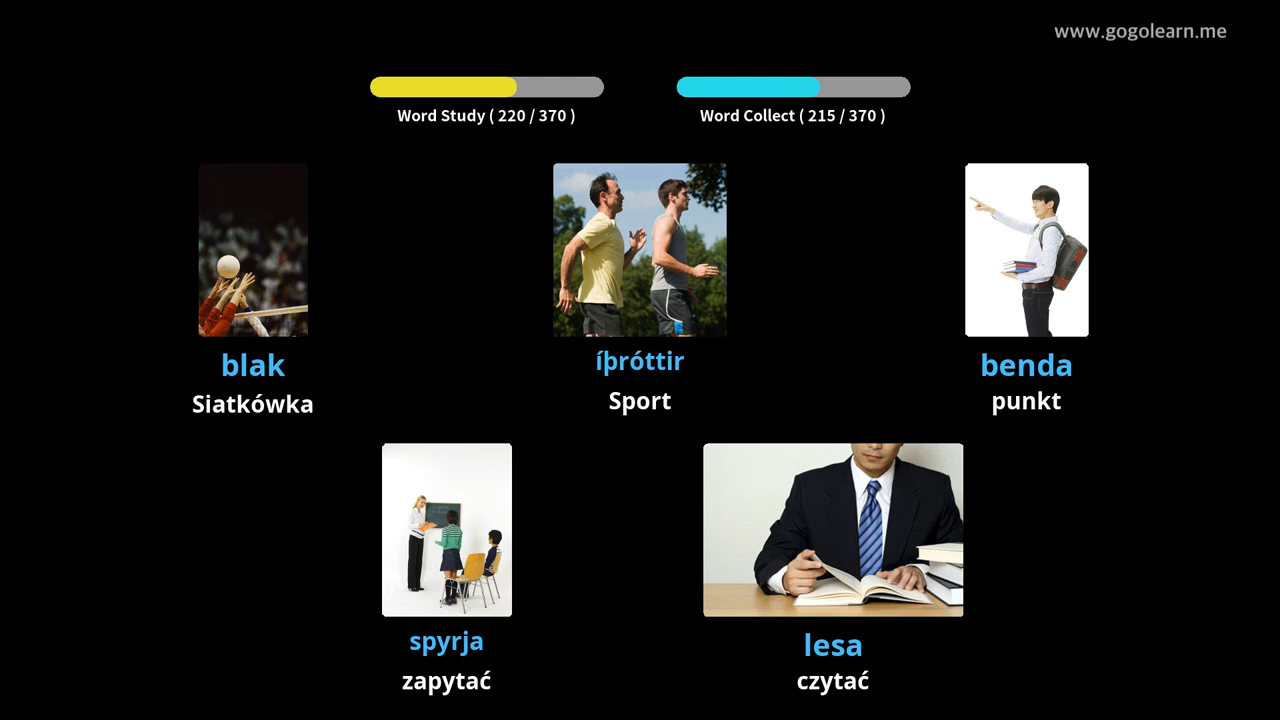 www.gogolearn.me
Word Study ( 220 / 370 )
Word Collect ( 215 / 370 )
blak
Siatkówka
íþróttir
Sport
benda
punkt
spyrja
zapytać
lesa
czytać